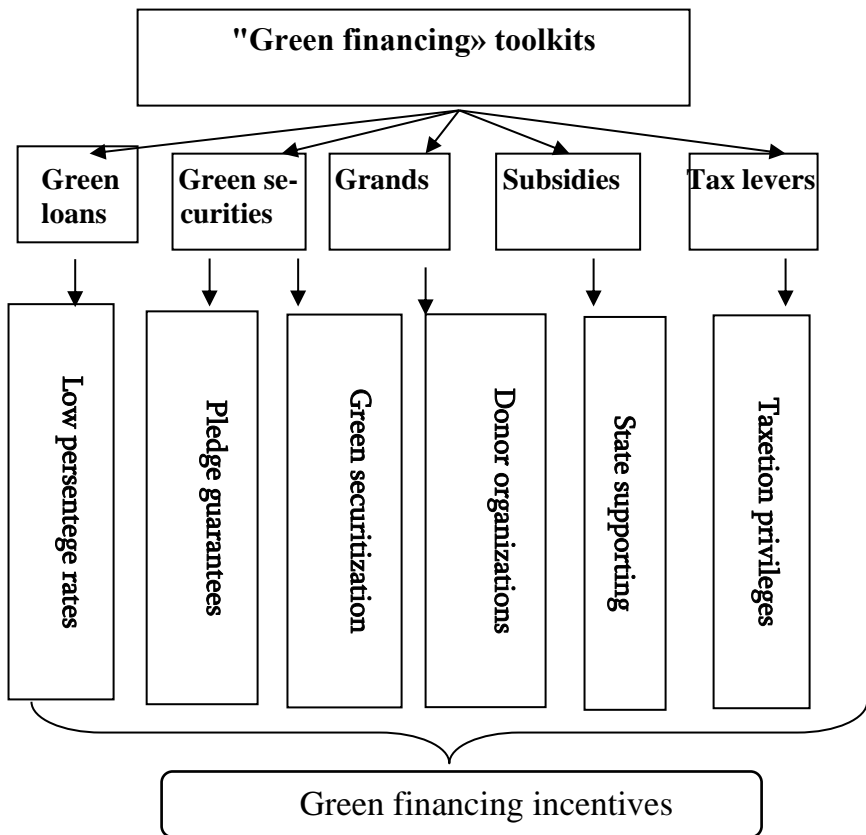 "Green financing» toolkits
Green
loans
Green se-
curities
Grands
Subsidies
Tax levers
Low persentege rates
Pledge guarantees
Green securitization
Donor organizations
State supporting
Taxetion privileges
Green financing incentives